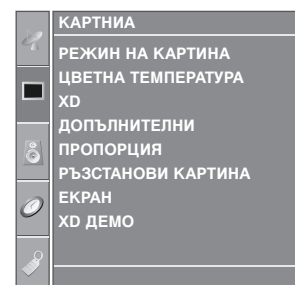 КАРТНИА
РЕЖИН НА КАРТИНА
ЦВЕТНА ТЕМПЕРАТУРА
XD
ДОПЪЛНИТЕЛНИ
ПРОПОРЦИЯ
РЪЗСТАНОВИ КАРТИНА
ЕКРАН
XD ДЕМО